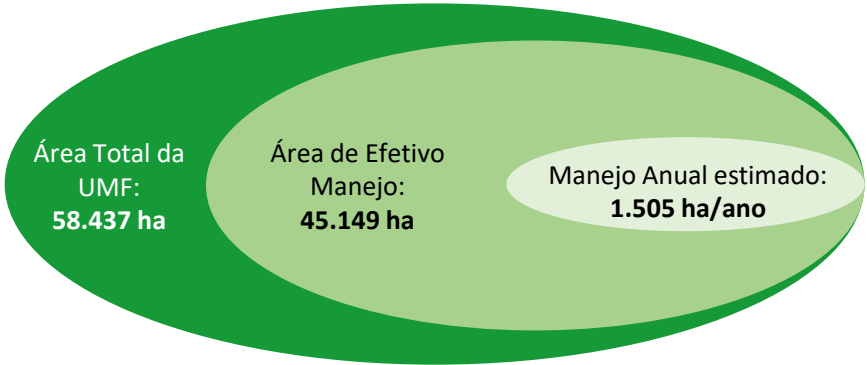 Área Total da
UMF:
58.437 ha
Área de Efetivo
Manejo:
45.149 ha
Manejo Anual estimado:
1.505 ha/ano